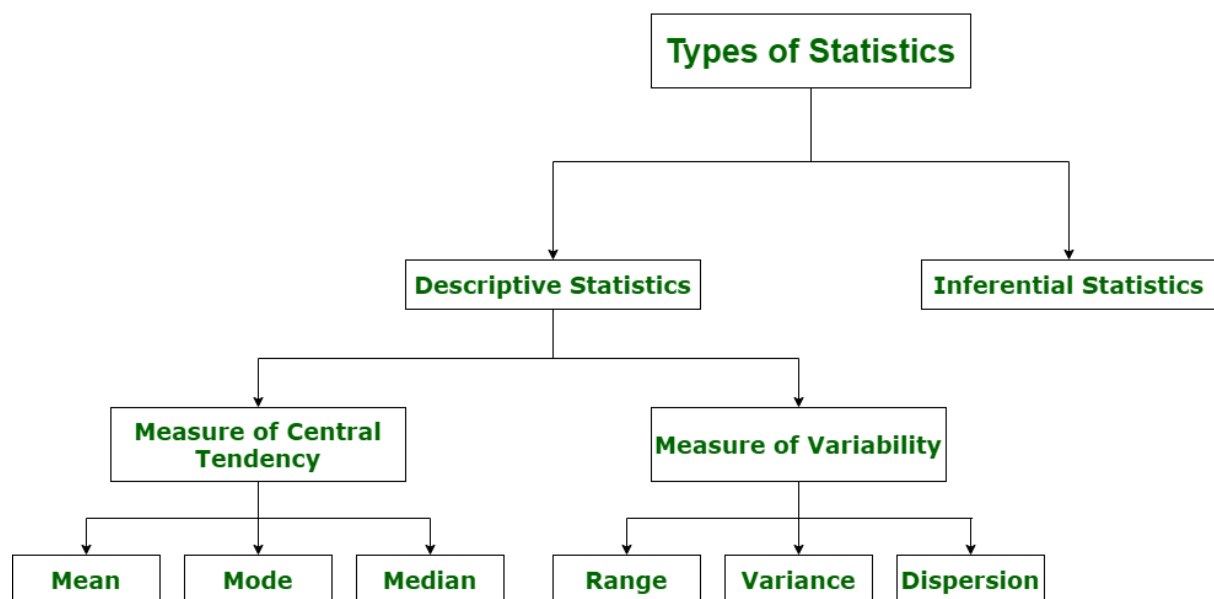 Types of Statistics
Descriptive Statistics
Inferential Statistics
Measure of Central
Tendency
Measure of Variability
Mean
Mode
Median
Range
Variance
Dispersion